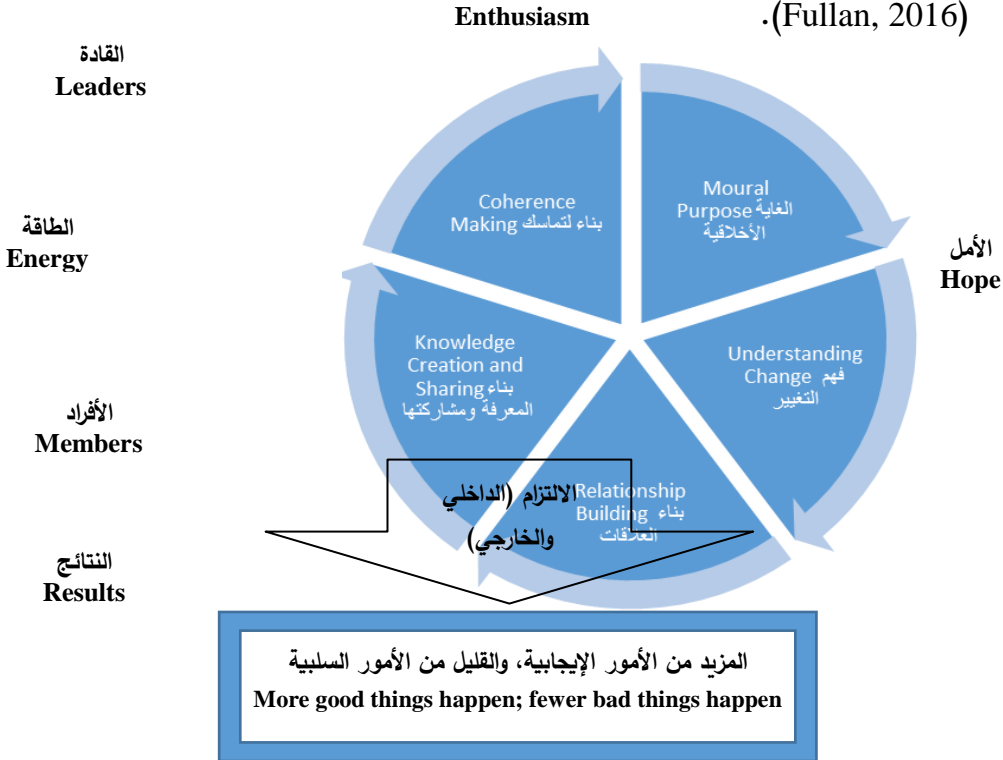 Enthusiasm
.(Fullan, 2016)
القادة
Leaders
Coherence
Making بناء لتماسك
Moural
Purpose الغاية
الأخلاقية
الطاقة
Energy
الأمل
Hope
Knowledge
Creation and
Sharing بناء
المعرفة ومشاركتها
Understanding
Change فهم
التغيير
الأفراد
Members
الالتزام (الداخلي
والخارجي)
Relationship
Building بناء
العلاقات
النتائج
Results
المزيد من الأمور الإيجابية، والقليل من الأمور السلبية
More good things happen; fewer bad things happen